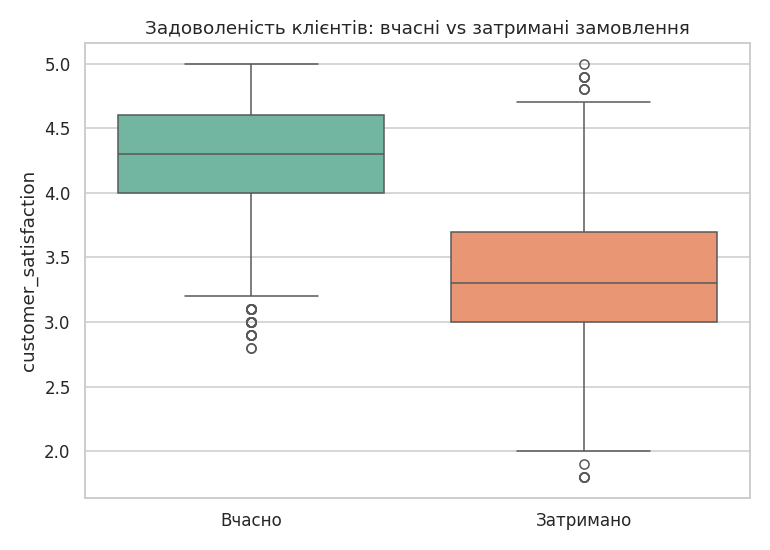 Задоволеність клієнтів: вчасні vs затримані замовлення
customer_satisfaction
5.0
4.5
4.0
3.5
3.0
2.5
2.0
Вчасно
Затримано